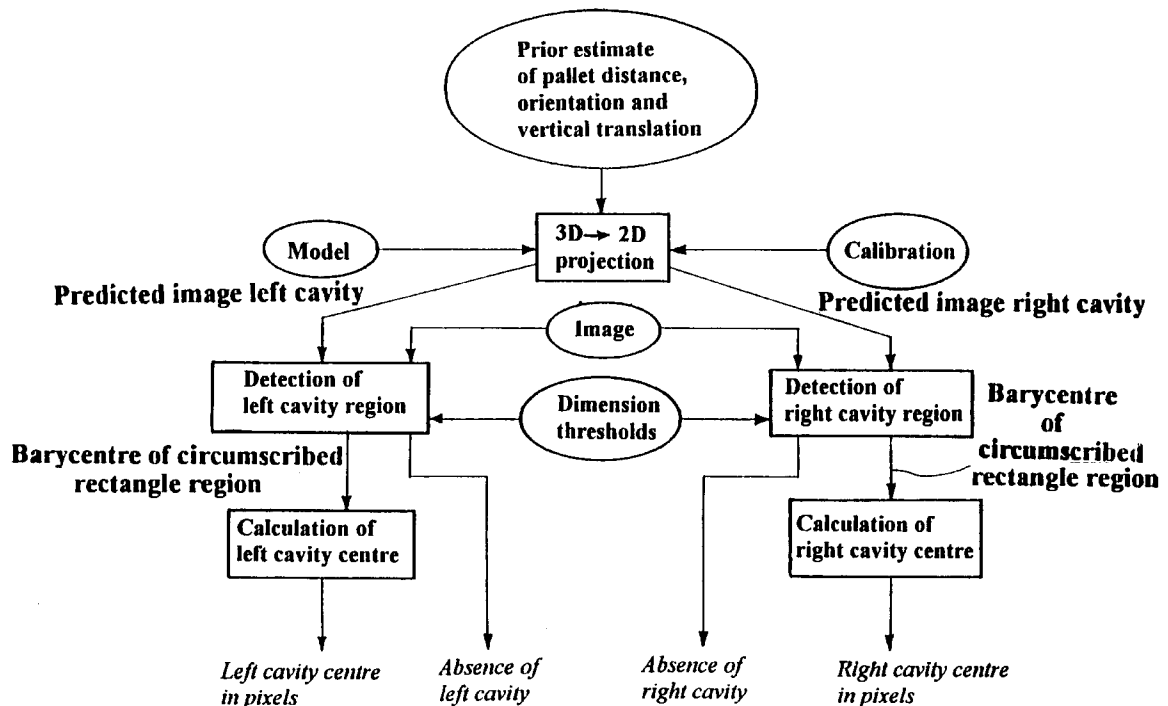 Prior estimate
of pallet distance,
orientation and
vertical translation
3D→ 2D
projection
Model
Calibration
Predicted image left cavity
Predicted image right cavity
Image
Detection of
left cavity region
Dimension
thresholds
Detection of
right cavity region
Barycentre of circumscribed
rectangle region
Barycentre
of
circumscribed
rectangle region
Calculation of
left cavity centre
Calculation of
right cavity centre
Left cavity centre
in pixels
Absence of
left cavity
Absence of
right cavity
Right cavity centre
in pixels